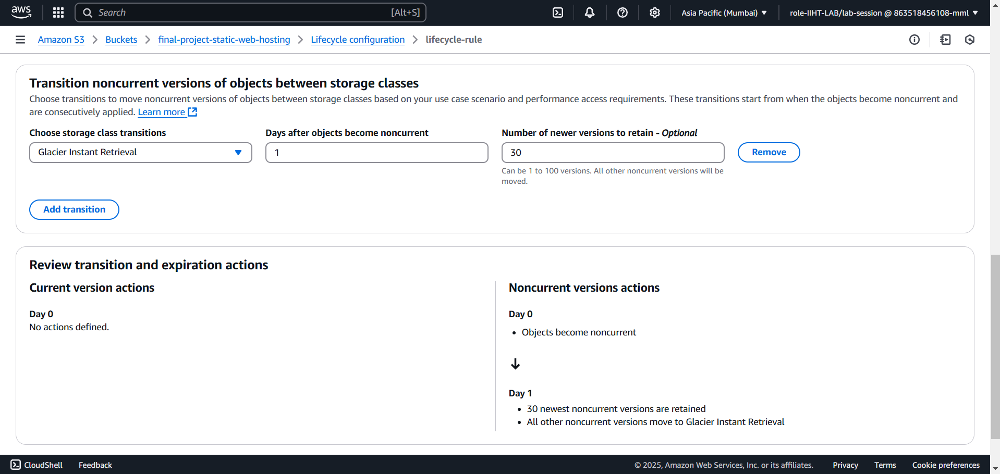 aws
Search [Alt+S]
Asia Pacific (Mumbai)
role-IIHT-LAB/lab-session @ 863518456108-mml
Amazon S3 > Buckets > final-project-static-web-hosting > Lifecycle configuration > lifecycle-rule
Transition noncurrent versions of objects between storage classes
Choose transitions to move noncurrent versions of objects between storage classes based on your use case scenario and performance access requirements. These transitions start from when the objects become noncurrent and
are consecutively applied. Learn more
Choose storage class transitions
Glacier Instant Retrieval
Days after objects become noncurrent
1
Number of newer versions to retain - Optional
30
Can be 1 to 100 versions. All other noncurrent versions will be
moved.
Remove
Add transition
Review transition and expiration actions
Current version actions
Day 0
No actions defined.
Noncurrent versions actions
Day 0
• Objects become noncurrent
Day 1
• 30 newest noncurrent versions are retained
• All other noncurrent versions move to Glacier Instant Retrieval
CloudShell Feedback
© 2025, Amazon Web Services, Inc. or its affiliates. Privacy Terms Cookie preferences